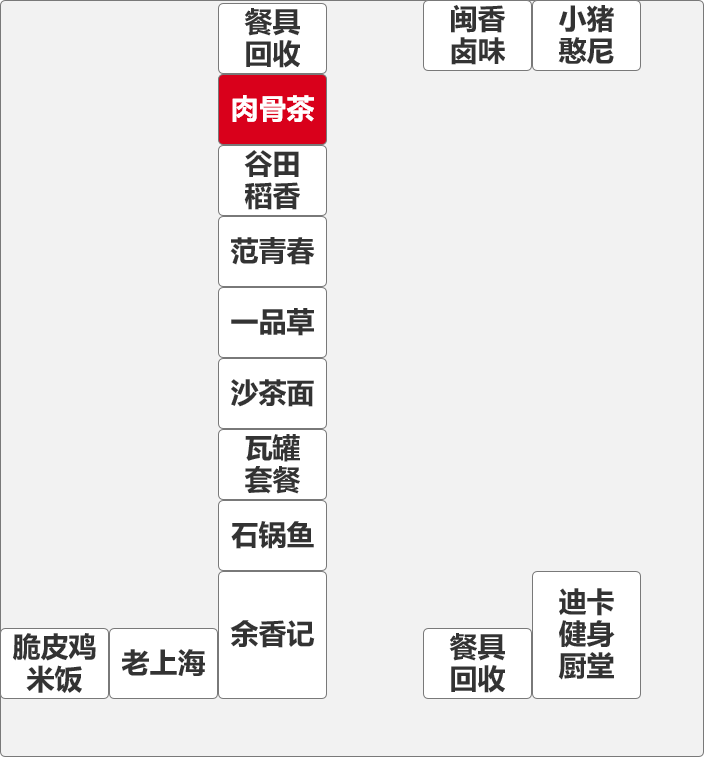 餐具
回收
闽香
卤味
小猪
憨尼
肉骨茶
谷田
稻香
范青春
一品草
沙茶面
瓦罐
套餐
石锅鱼
余香记
脆皮鸡
米饭
老上海
餐具
回收
迪卡
健身
厨堂